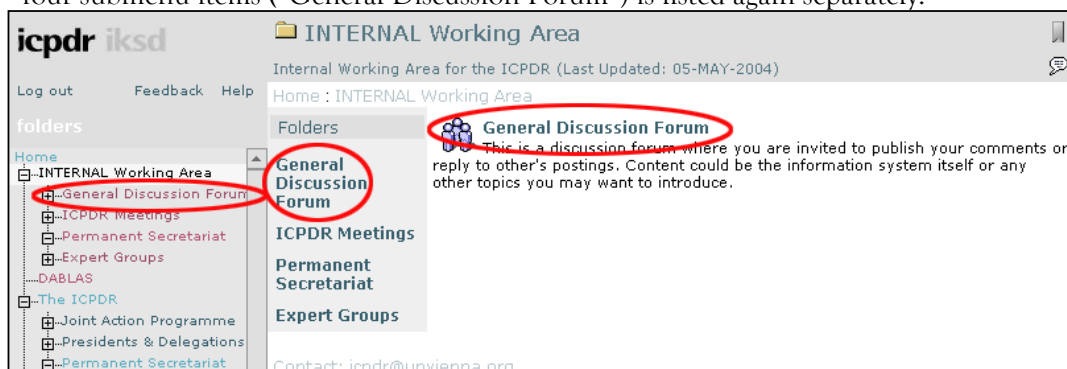 four submenu items ("General Discussion Forum") is listed again separately.
icpdr iksd
Log out Feedback Help
folders
Home
INTERNAL Working Area
General Discussion Forum
ICPDR Meetings
Permanent Secretariat
Expert Groups
DABLAS
The ICPDR
Joint Action Programme
Presidents & Delegations
Permanent Secretariat
INTERNAL Working Area
Internal Working Area for the ICPDR (Last Updated: 05-MAY-2004)
Home : INTERNAL Working Area
Folders
General
Discussion
Forum
ICPDR Meetings
Permanent
Secretariat
Expert Groups
General Discussion Forum
This is a discussion forum where you are invited to publish your comments or
reply to other's postings. Content could be the information system itself or any
other topics you may want to introduce.
Contact: icpdr@unvienna.org